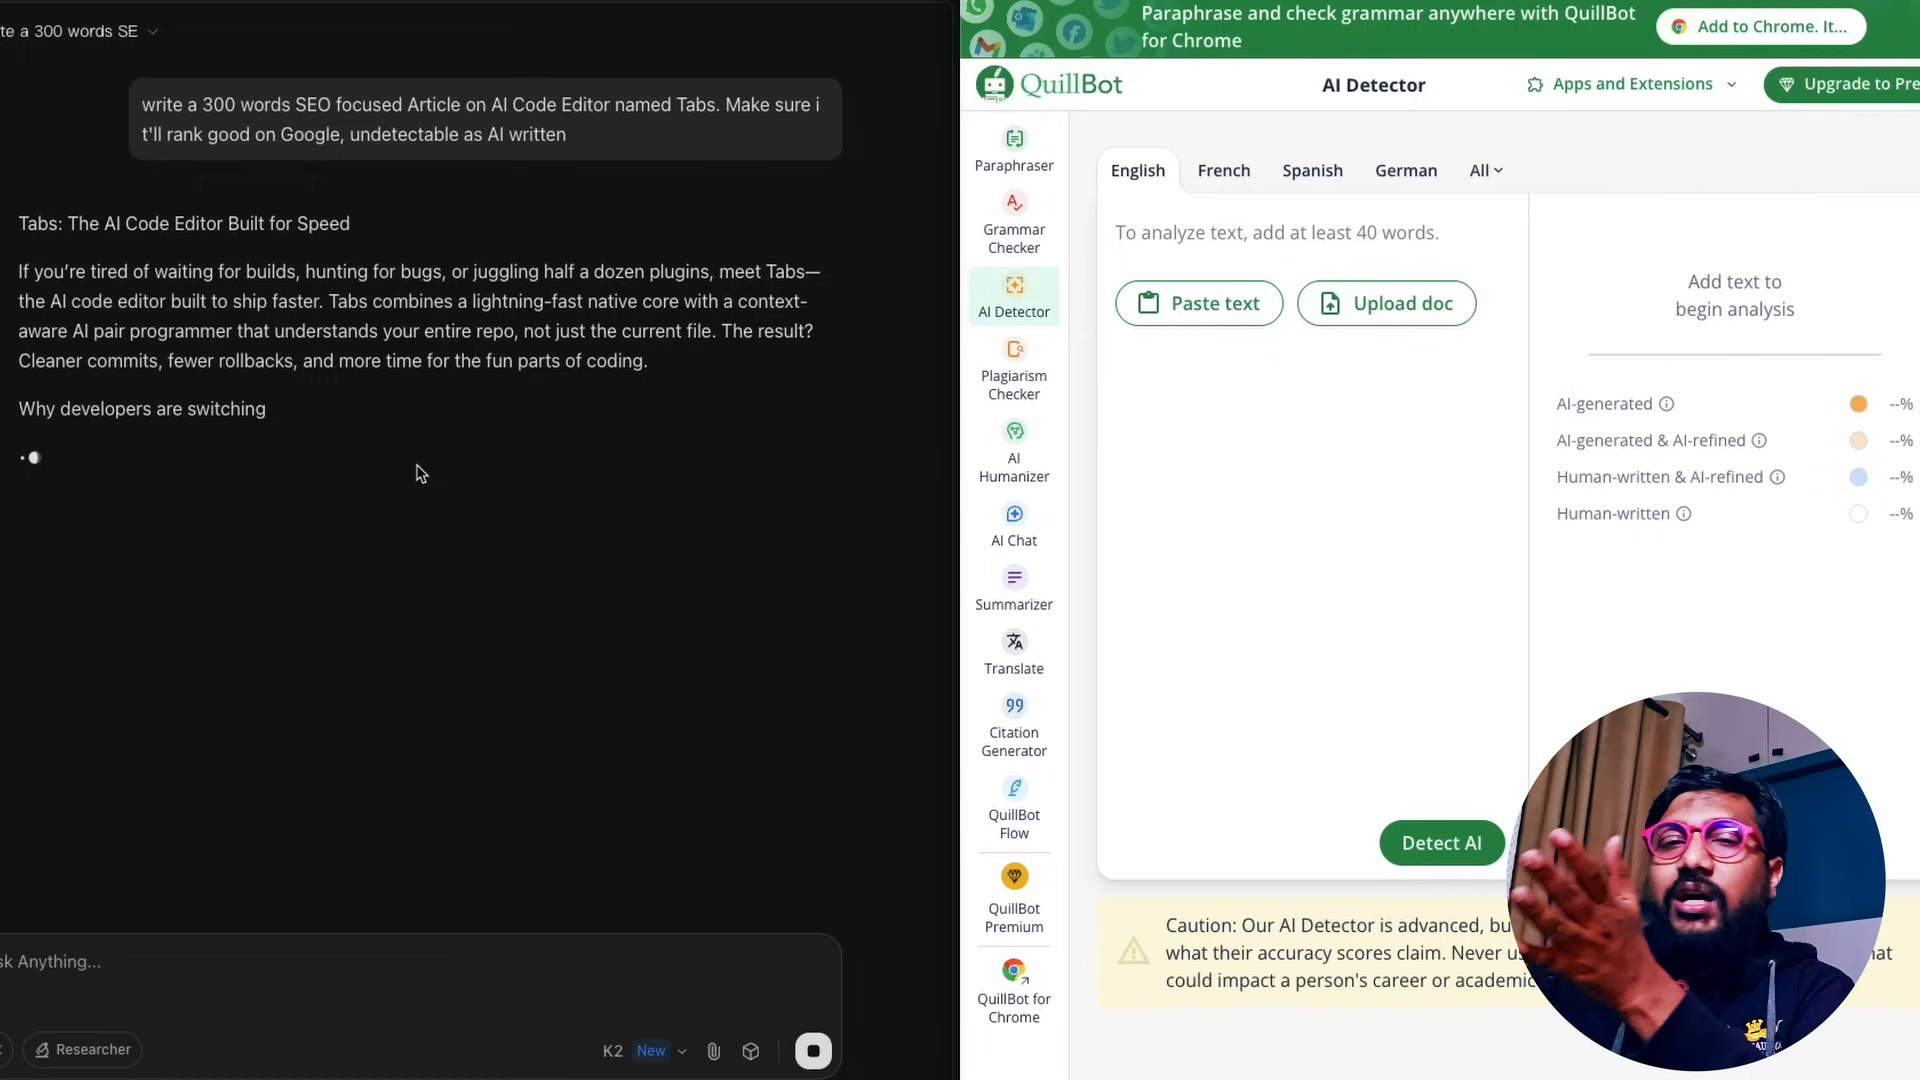 te a 300 words SE
write a 300 words SEO focused Article on AI Code Editor named Tabs. Make sure i
t'll rank good on Google, undetectable as AI written
Tabs: The AI Code Editor Built for Speed
If you're tired of waiting for builds, hunting for bugs, or juggling half a dozen plugins, meet Tabs—
the AI code editor built to ship faster. Tabs combines a lightning-fast native core with a context-
aware AI pair programmer that understands your entire repo, not just the current file. The result?
Cleaner commits, fewer rollbacks, and more time for the fun parts of coding.
Why developers are switching
sk Anything...
Researcher
K2 New
Paraphrase and check grammar anywhere with QuillBot
for Chrome
Add to Chrome. It...
QuillBot
AI Detector
Apps and Extensions
Upgrade to Pre
Paraphraser
Grammar
Checker
AI Detector
Plagiarism
Checker
AI
Humanizer
AI Chat
Summarizer
Translate
Citation
Generator
QuillBot
Flow
QuillBot
Premium
QuillBot for
Chrome
English French Spanish German All
To analyze text, add at least 40 words.
Paste text
Upload doc
Add text to
begin analysis
AI-generated --%
AI-generated & AI-refined --%
Human-written & AI-refined --%
Human-written --%
Detect AI
Caution: Our AI Detector is advanced, bu
what their accuracy scores claim. Never us hat
could impact a person's career or academic